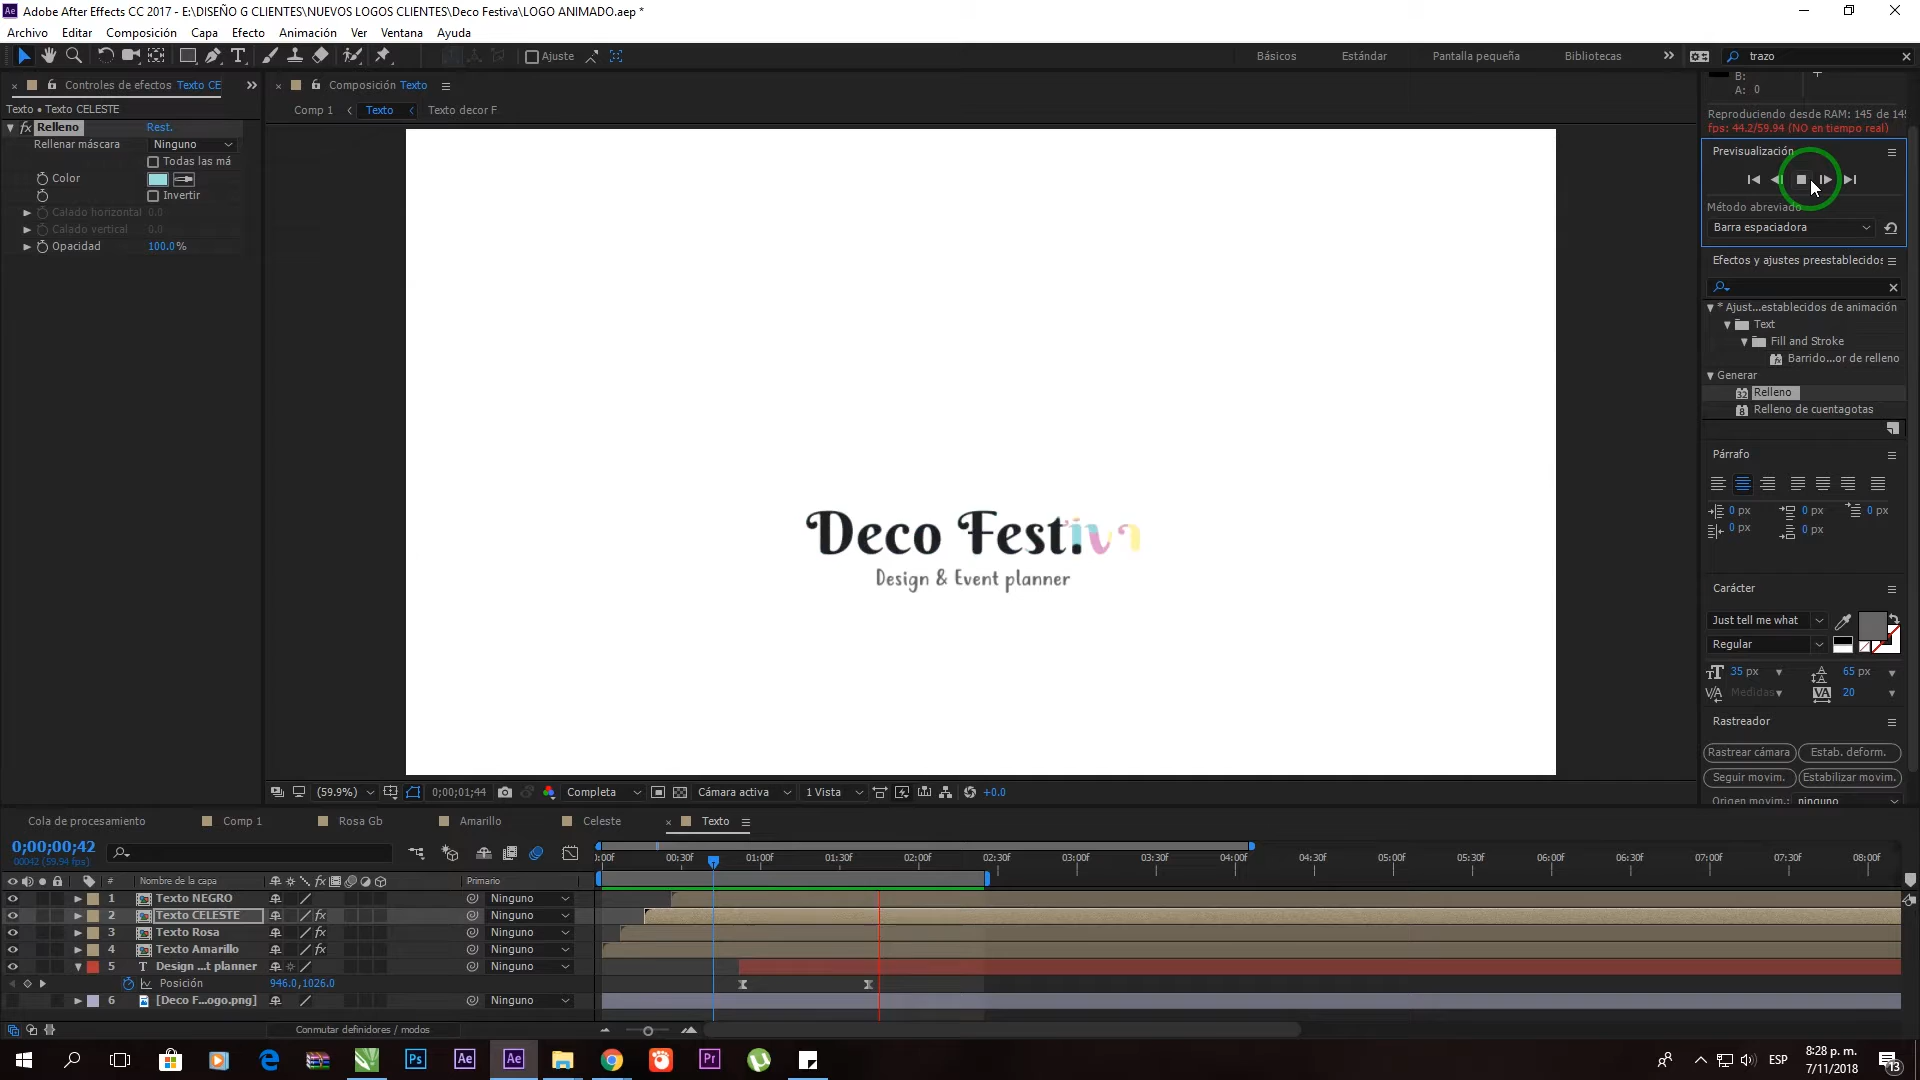 Adobe After Effects CC 2017 - E:\DISEÑO G CLIENTES\NUEVOS LOGOS CLIENTES\Deco Festiva\LOGO ANIMADO.aep *
Archivo Editar Composición Capa Efecto Animación Ver Ventana Ayuda
Ajuste Básicos Estándar Pantalla pequeña Bibliotecas trazo
Controles de efectos Texto CE
Composición Texto
Texto • Texto CELESTE
Comp 1 Texto Texto decor F
fx Relleno Rest.
Rellenar máscara Ninguno
Todas las má
Color
Invertir
Calado horizontal 0.0
Calado vertical 0.0
Opacidad 100.0%
Deco Festiva
Design & Event planner
(59.9%) 0;00;01;44 Completa Cámara activa 1 Vista +0.0
B:
A: 0
Reproduciendo desde RAM: 145 de 14
fps: 44.2/59.94 (NO en tiempo real)
Previsualización
Método abreviado
Barra espaciadora
Efectos y ajustes preestablecidos
* Ajust...establecidos de animación
Text
Fill and Stroke
Barrido...or de relleno
Generar
Relleno
Relleno de cuentagotas
Párrafo
0 px 0 px 0 px
0 px 0 px
Carácter
Just tell me what
Regular
35 px 65 px
Medidas 20
Rastreador
Rastrear cámara Estab. deform.
Seguir movim. Estabilizar movim.
Origen movim.: ninguno
Cola de procesamiento Comp 1 Rosa Gb Amarillo Celeste Texto
0;00;00;42
00042 (59.94 fps)
):00f 00:30f 01:00f 01:30f 02:00f 02:30f 03:00f 03:30f 04:00f 04:30f 05:00f 05:30f 06:00f 06:30f 07:00f 07:30f 08:00f
# Nombre de la capa fx Primario
1 Texto NEGRO Ninguno
2 Texto CELESTE fx Ninguno
3 Texto Rosa fx Ninguno
4 Texto Amarillo fx Ninguno
5 T Design ...t planner Ninguno
Posición 946.0,1026.0
6 [Deco F...ogo.png] Ninguno
Conmutar definidores / modos
ESP
8:28 p. m.
7/11/2018
13